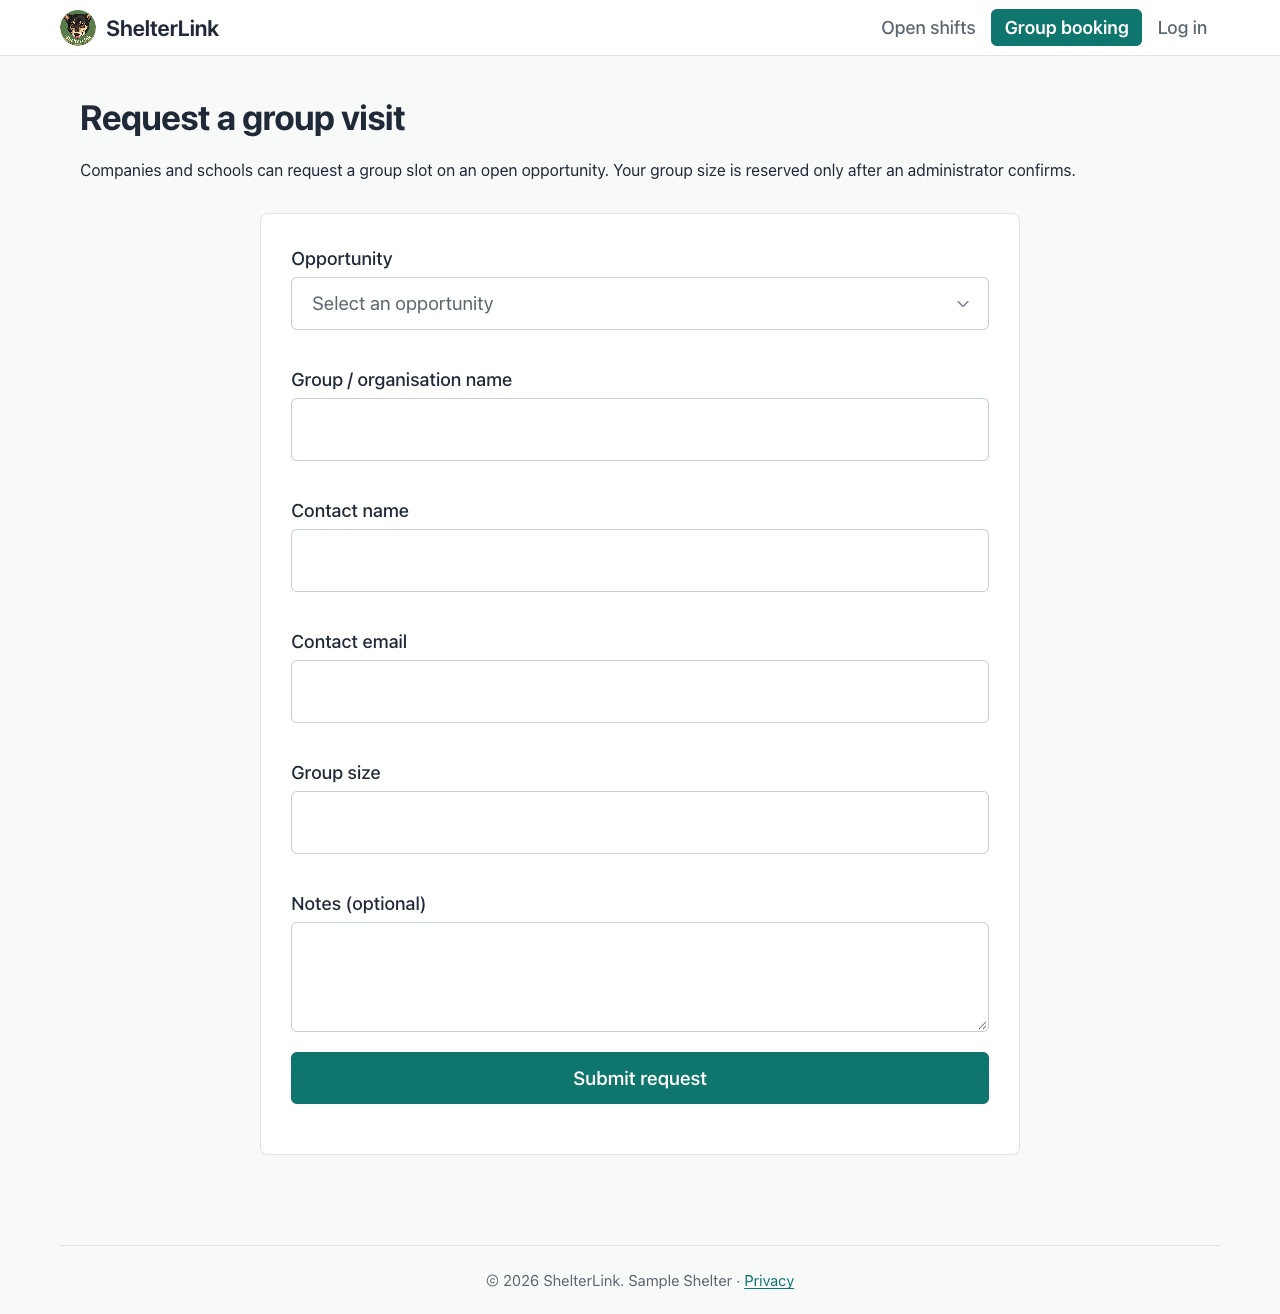 ShelterLink
Open shifts
Group booking
Log in
Request a group visit
Companies and schools can request a group slot on an open opportunity. Your group size is reserved only after an administrator confirms.
Opportunity
Select an opportunity
Group / organisation name
Contact name
Contact email
Group size
Notes (optional)
Submit request
© 2026 ShelterLink. Sample Shelter · Privacy